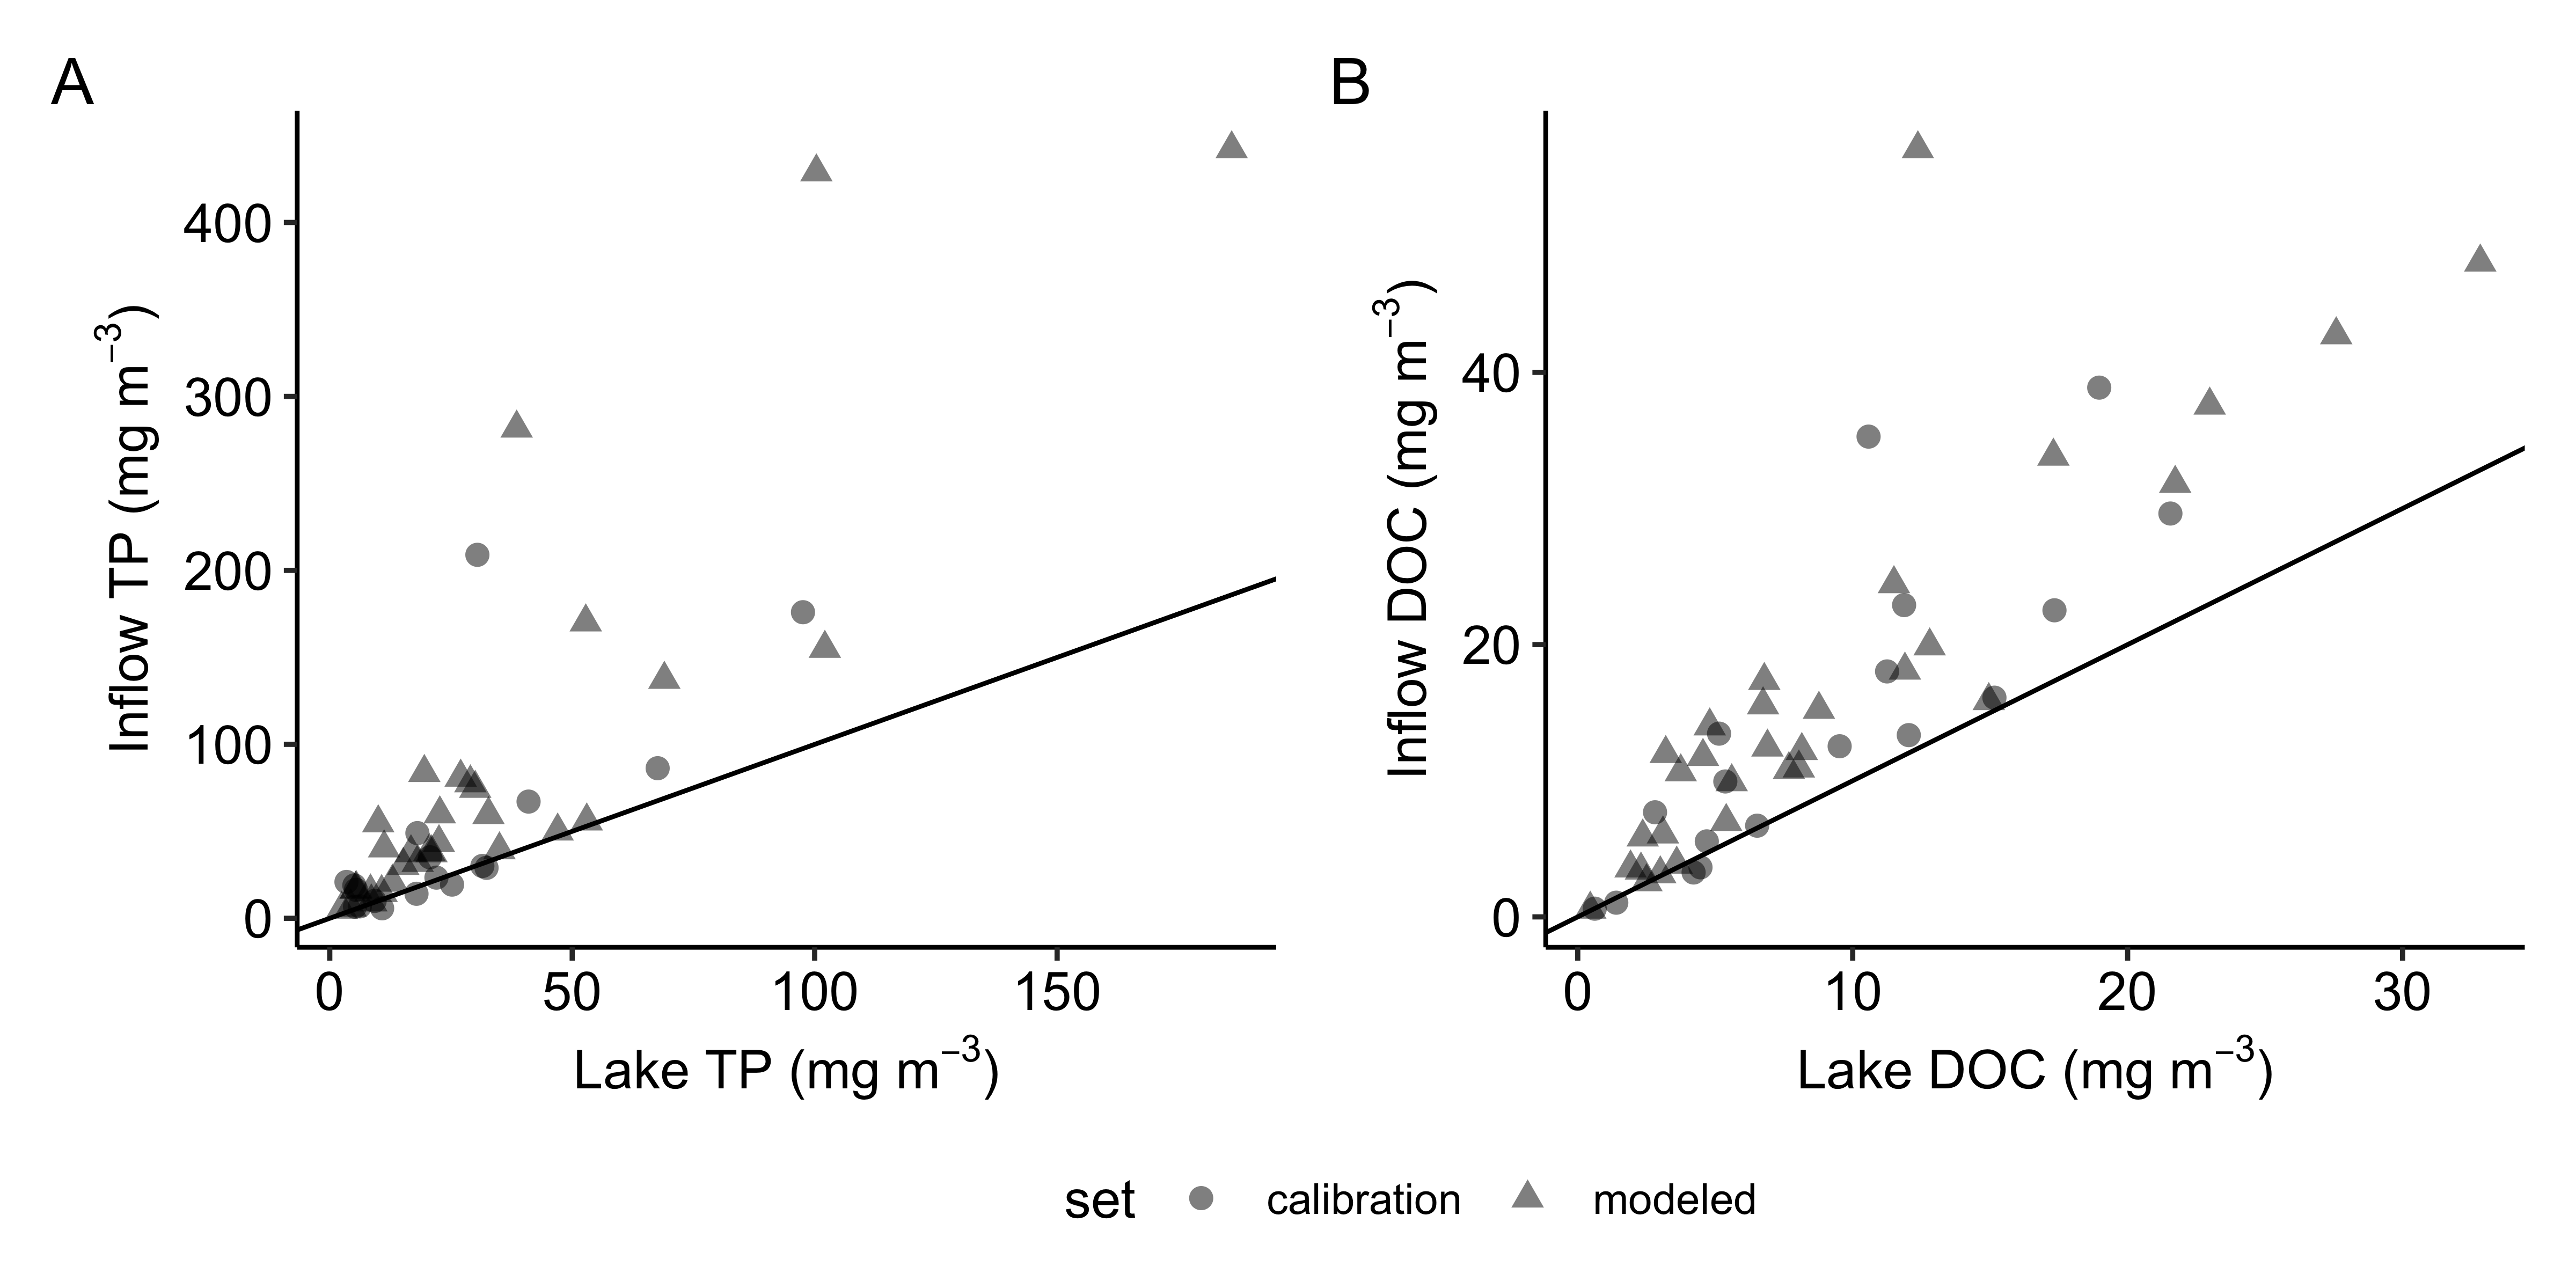 A
B
Inflow TP (mg m⁻³)
400
300
200
100
0
0 50 100 150
Lake TP (mg m⁻³)
Inflow DOC (mg m⁻³)
40
20
0
0 10 20 30
Lake DOC (mg m⁻³)
set calibration modeled